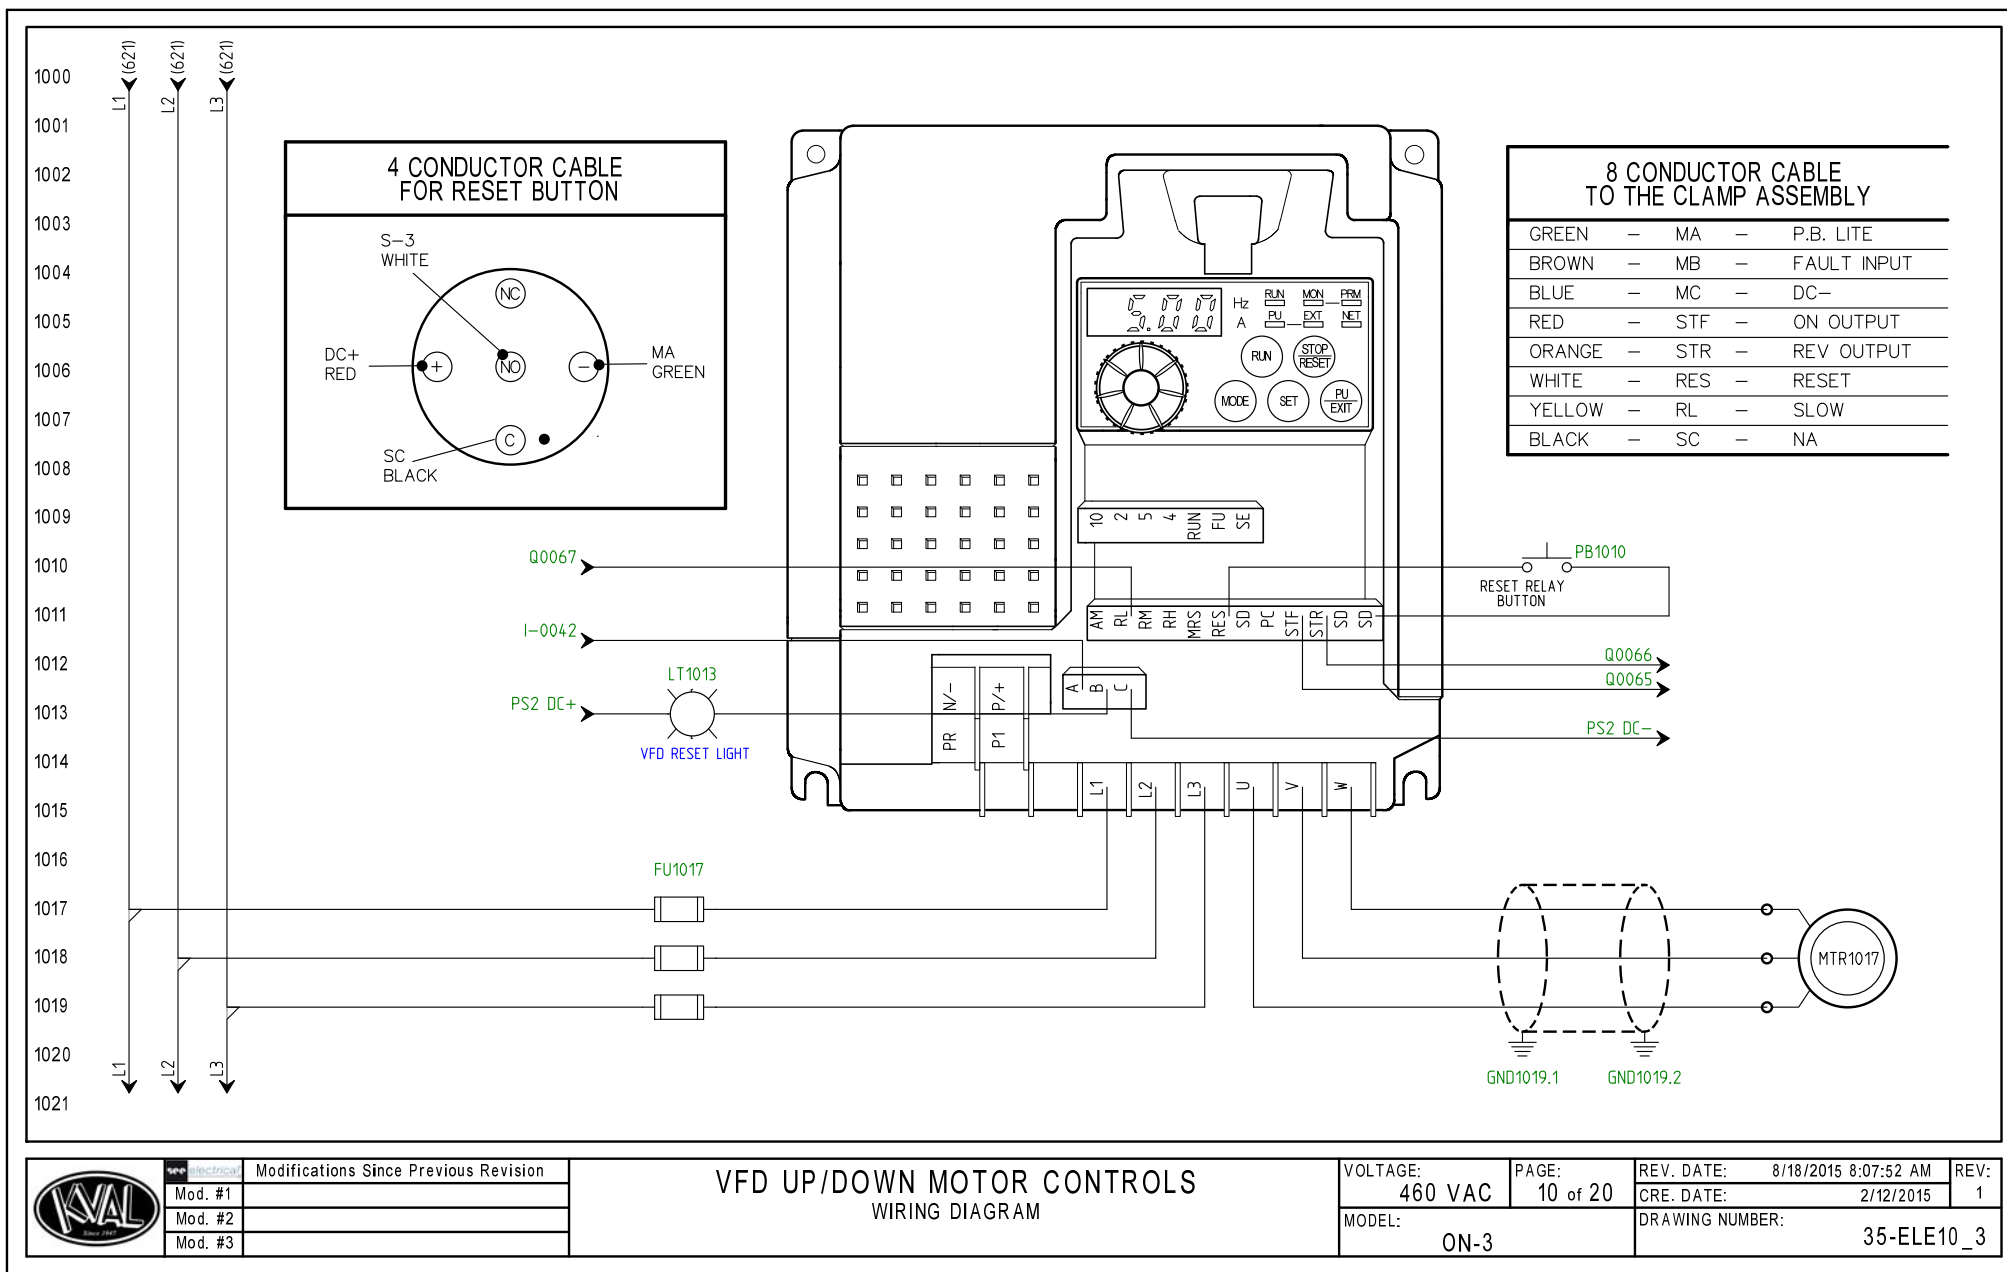 1000
1001
1002
1003
1004
1005
1006
1007
1008
1009
1010
1011
1012
1013
1014
1015
1016
1017
1018
1019
1020
1021
(621)
(621)
(621)
L1
L2
L3
4 CONDUCTOR CABLE
FOR RESET BUTTON
S-3
WHITE
NC
DC+
RED
+
NO
-
MA
GREEN
C
SC
BLACK
8 CONDUCTOR CABLE
TO THE CLAMP ASSEMBLY
GREEN - MA - P.B. LITE
BROWN - MB - FAULT INPUT
BLUE - MC - DC-
RED - STF - ON OUTPUT
ORANGE - STR - REV OUTPUT
WHITE - RES - RESET
YELLOW - RL - SLOW
BLACK - SC - NA
5.00
Hz
A
RUN MON PRM
PU EXT NET
RUN
STOP
RESET
MODE
SET
PU
EXIT
10 2 5 4 RUN FU SE
Q0067
PB1010
RESET RELAY
BUTTON
AM RL RM RH MRS RES SD PC STF STR SD SD
I-0042
Q0066
Q0065
LT1013
PS2 DC+
VFD RESET LIGHT
N/- P/+
PR P1
A B C
PS2 DC-
L1 L2 L3 U V W
FU1017
MTR1017
GND1019.1
GND1019.2
L1
L2
L3
KVAL
Since 1947
see electrical
Modifications Since Previous Revision
Mod. #1
Mod. #2
Mod. #3
VFD UP/DOWN MOTOR CONTROLS
WIRING DIAGRAM
VOLTAGE:
460 VAC
PAGE:
10 of 20
REV. DATE: 8/18/2015 8:07:52 AM
CRE. DATE: 2/12/2015
REV:
1
MODEL:
ON-3
DRAWING NUMBER:
35-ELE10_3